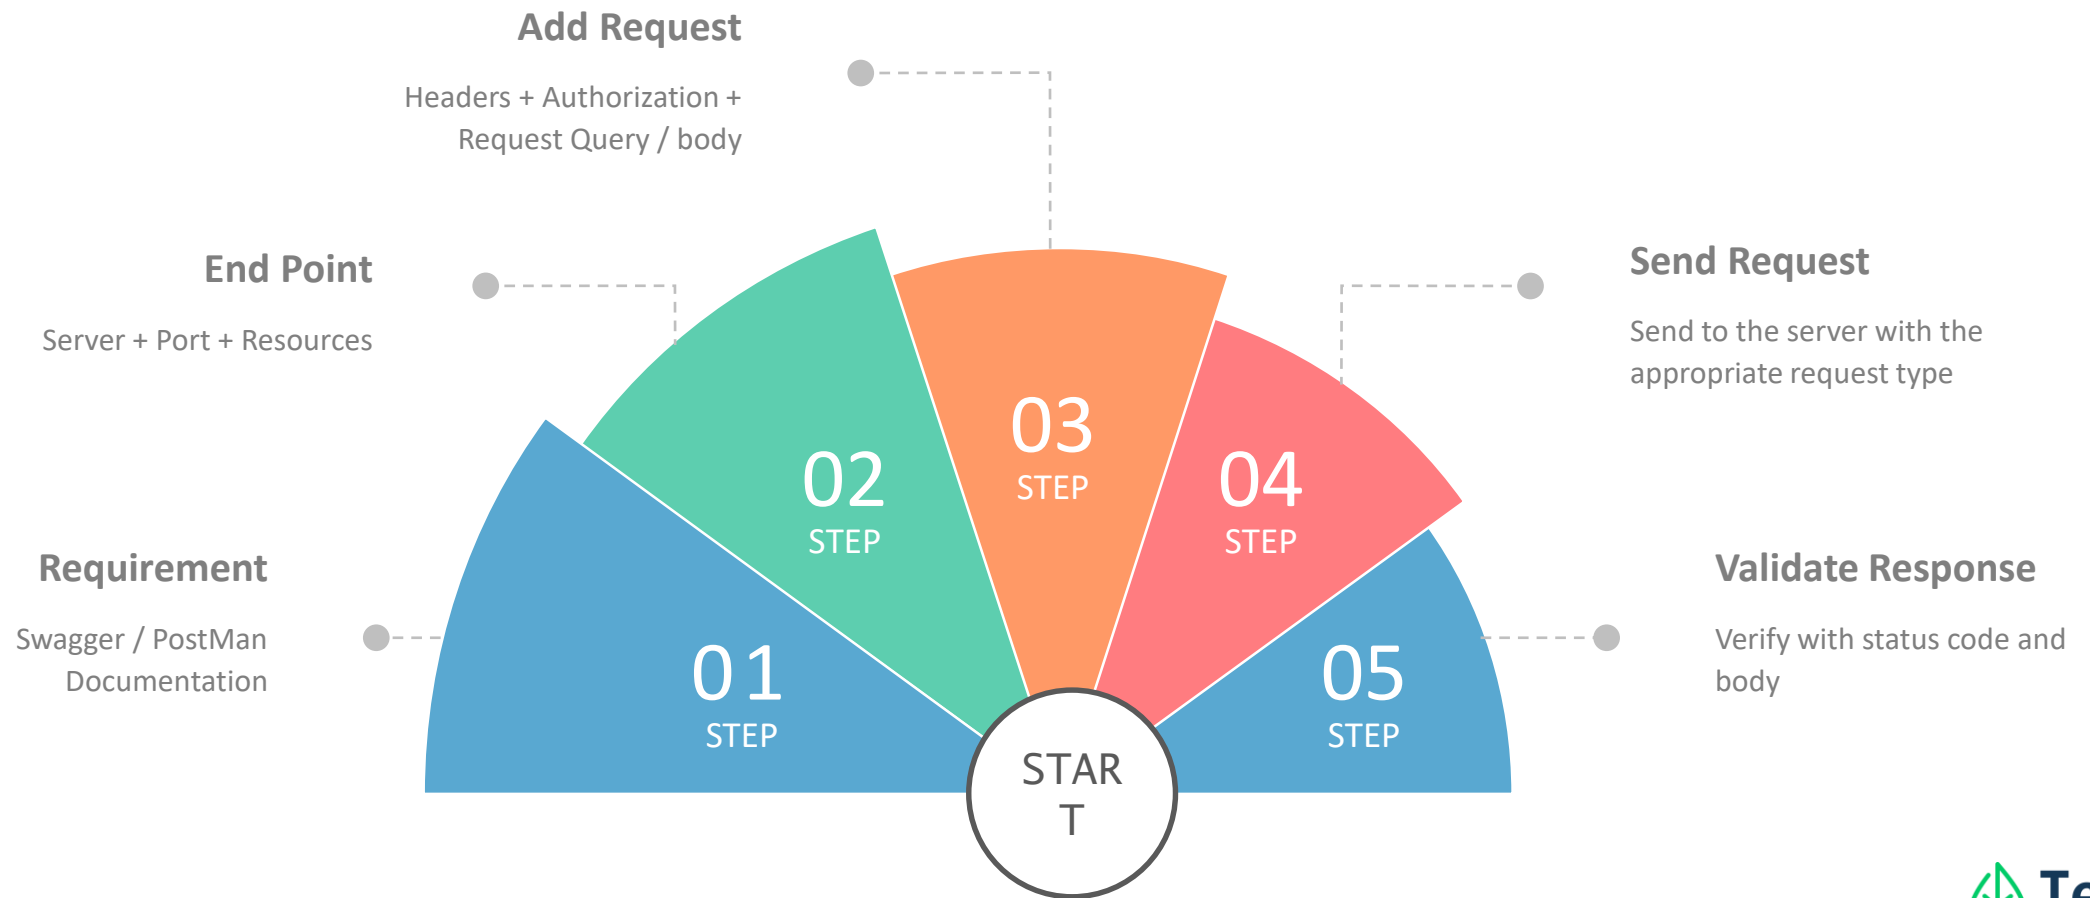 Add Request
Headers + Authorization +
Request Query / body
End Point
Server + Port + Resources
Requirement
Swagger / PostMan
Documentation
01
STEP
02
STEP
03
STEP
04
STEP
05
STEP
STAR
T
Send Request
Send to the server with the
appropriate request type
Validate Response
Verify with status code and
body
Te